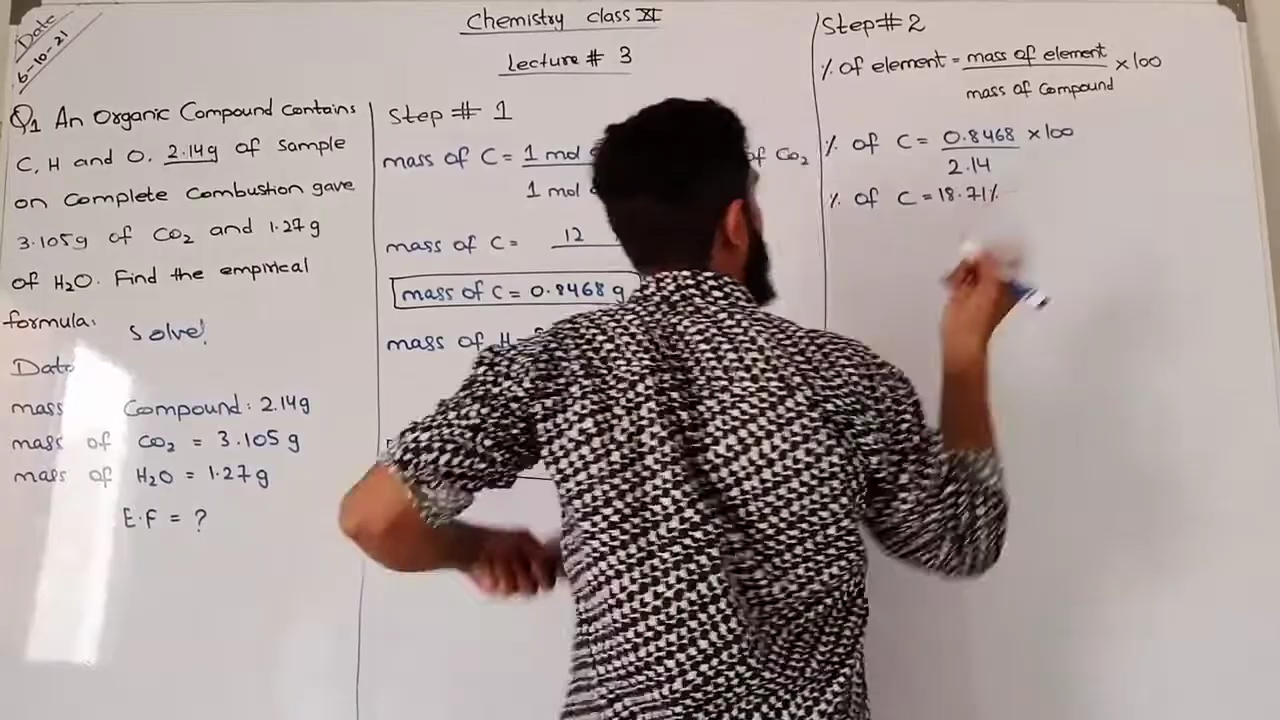 Date
6-10-21
Chemistry class XI
Lecture # 3
Q1 An Organic Compound contains
C, H and O. 2.14g of sample
on Complete Combustion gave
3.105g of CO2 and 1.27g
of H2O. Find the empirical
formula.
Solve!
Data
mass Compound: 2.14g
mass of CO2 = 3.105 g
mass of H2O = 1.27g
E.F = ?
Step # 1
mass of C = 1 mol of CO2
1 mol
mass of C = 12
mass of C = 0.8468 g
mass of H =
Step# 2
% of element = mass of element × 100
mass of Compound
% of C = 0.8468 × 100
2.14
% of C = 18.71%